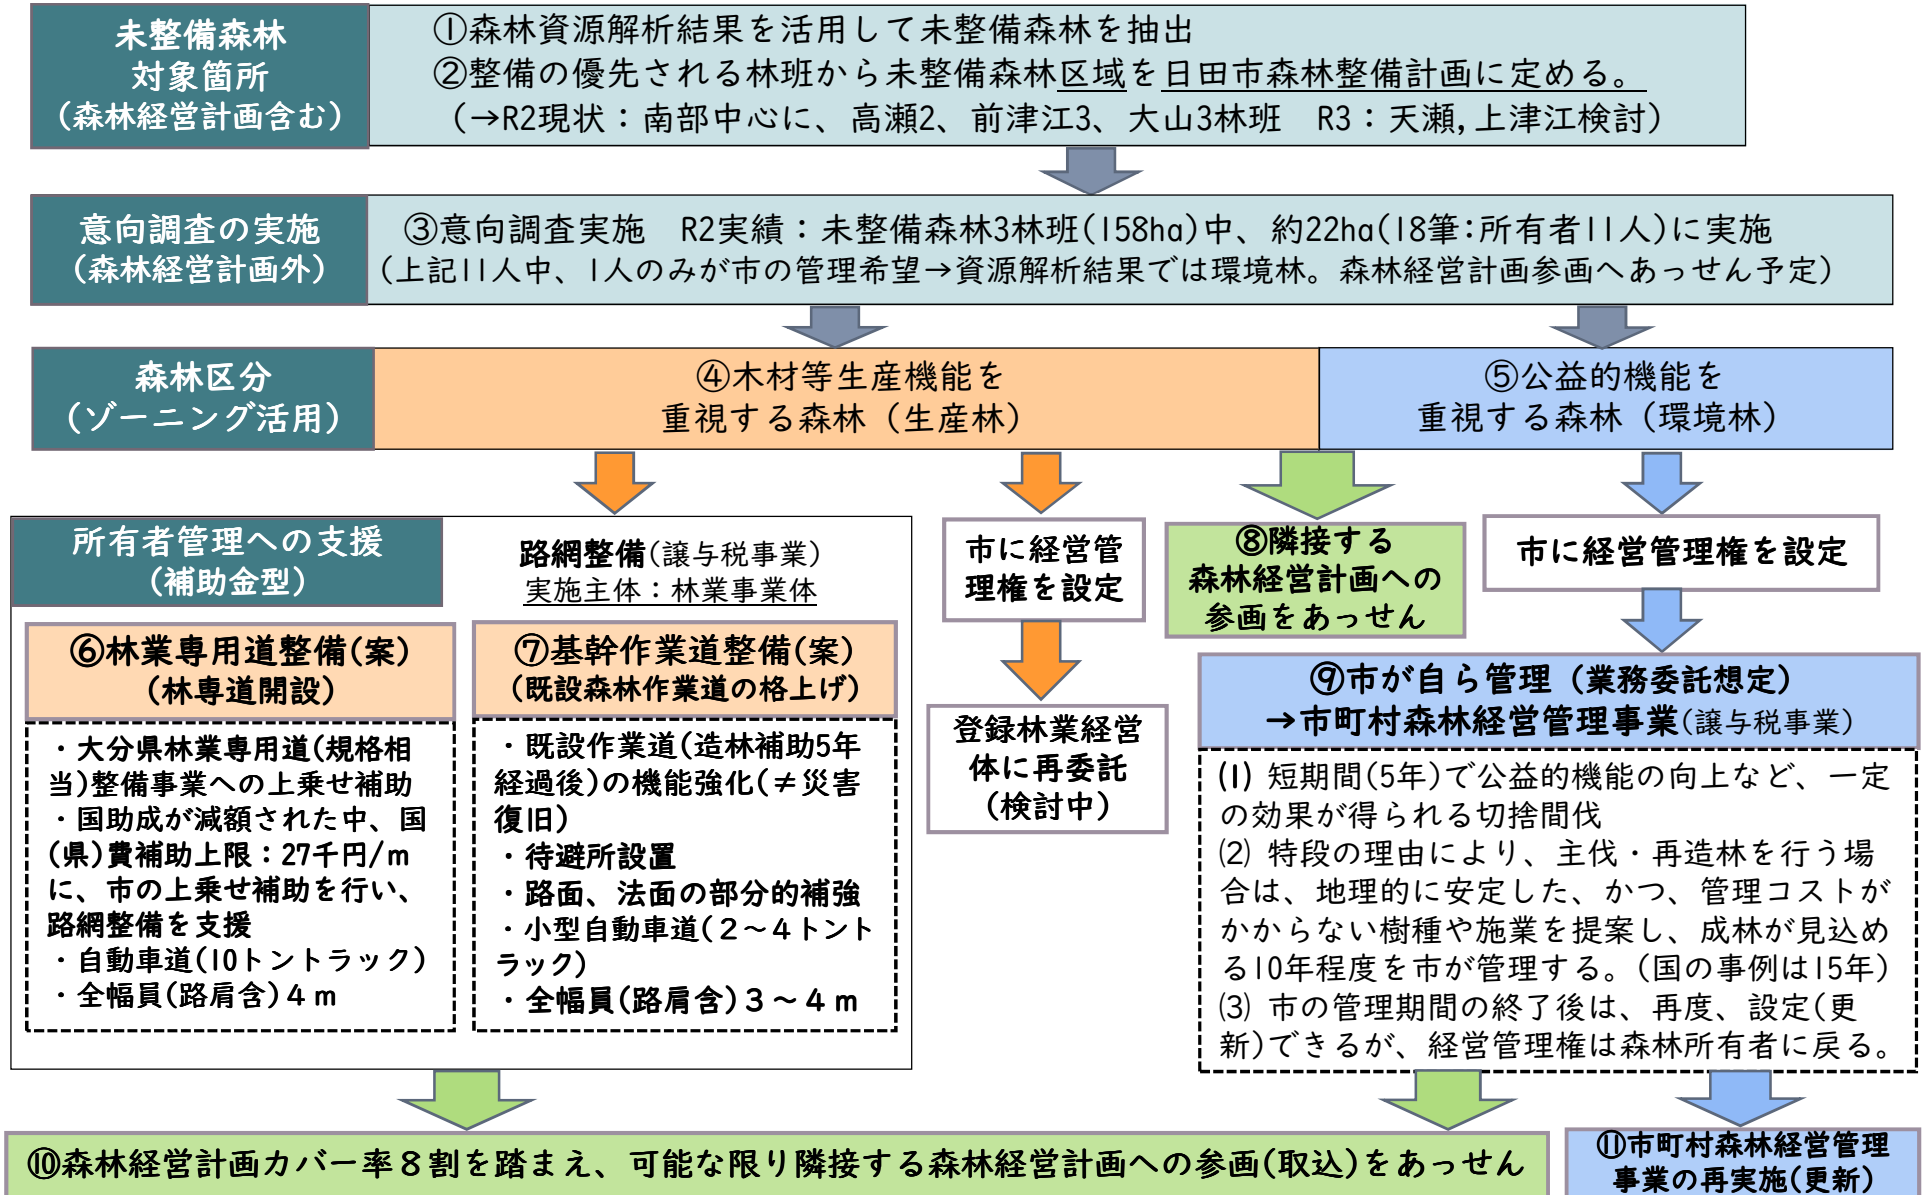 未整備森林
対象箇所
(森林経営計画含む)
①森林資源解析結果を活用して未整備森林を抽出
②整備の優先される林班から未整備森林区域を日田市森林整備計画に定める。
(→R2現状：南部中心に、高瀬2、前津江3、大山3林班　R3：天瀬,上津江検討)
意向調査の実施
(森林経営計画外)
③意向調査実施　R2実績：未整備森林3林班(158ha)中、約22ha(18筆:所有者11人)に実施
(上記11人中、1人のみが市の管理希望→資源解析結果では環境林。森林経営計画参画へあっせん予定)
森林区分
(ゾーニング活用)
④木材等生産機能を
重視する森林（生産林）
⑤公益的機能を
重視する森林（環境林）
所有者管理への支援
(補助金型)
路網整備(譲与税事業)
実施主体：林業事業体
⑥林業専用道整備(案)
(林専道開設)
・大分県林業専用道(規格相
当)整備事業への上乗せ補助
・国助成が減額された中、国
(県)費補助上限：27千円/m
に、市の上乗せ補助を行い、
路網整備を支援
・自動車道(10トントラック)
・全幅員(路肩含)４ｍ
⑦基幹作業道整備(案)
(既設森林作業道の格上げ)
・既設作業道(造林補助5年
経過後)の機能強化(≠災害
復旧)
・待避所設置
・路面、法面の部分的補強
・小型自動車道(２～４トント
ラック)
・全幅員(路肩含)３～４ｍ
市に経営管
理権を設定
登録林業経営
体に再委託
(検討中)
⑧隣接する
森林経営計画への
参画をあっせん
市に経営管理権を設定
⑨市が自ら管理（業務委託想定）
→市町村森林経営管理事業(譲与税事業)
⑴ 短期間(5年)で公益的機能の向上など、一定
の効果が得られる切捨間伐
⑵ 特段の理由により、主伐・再造林を行う場
合は、地理的に安定した、かつ、管理コストが
かからない樹種や施業を提案し、成林が見込め
る10年程度を市が管理する。(国の事例は15年)
⑶ 市の管理期間の終了後は、再度、設定(更
新)できるが、経営管理権は森林所有者に戻る。
⑩森林経営計画カバー率８割を踏まえ、可能な限り隣接する森林経営計画への参画(取込)をあっせん
⑪市町村森林経営管理
事業の再実施(更新)